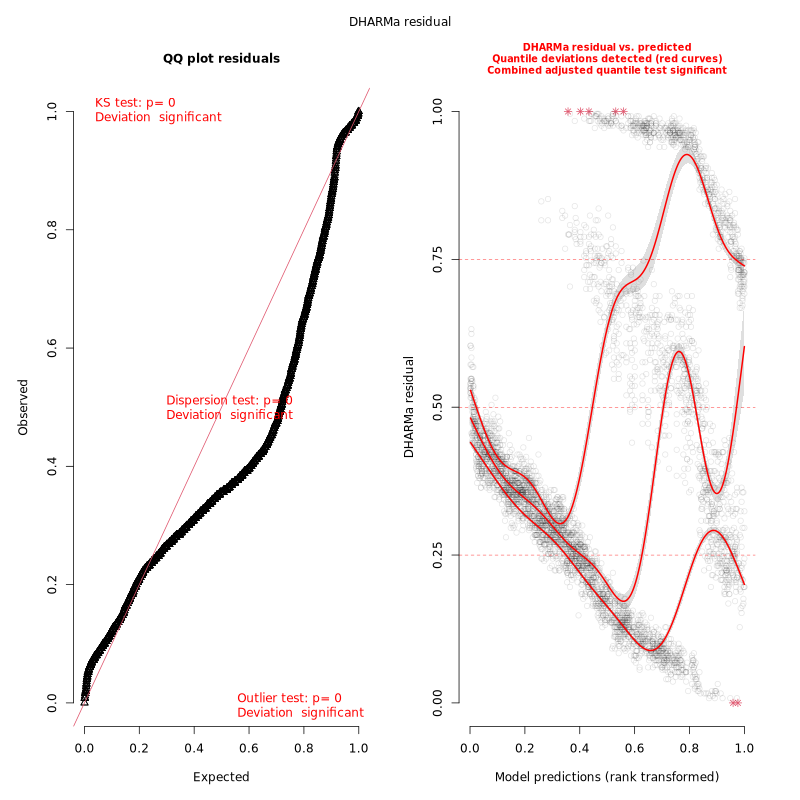 DHARMa residual
QQ plot residuals
KS test: p= 0
Deviation  significant
Dispersion test: p= 0
Deviation  significant
Outlier test: p= 0
Deviation  significant
Observed
0.0
0.2
0.4
0.6
0.8
1.0
0.0
0.2
0.4
0.6
0.8
1.0
Expected
DHARMa residual vs. predicted
Quantile deviations detected (red curves)
Combined adjusted quantile test significant
DHARMa residual
0.00
0.25
0.50
0.75
1.00
0.0
0.2
0.4
0.6
0.8
1.0
Model predictions (rank transformed)